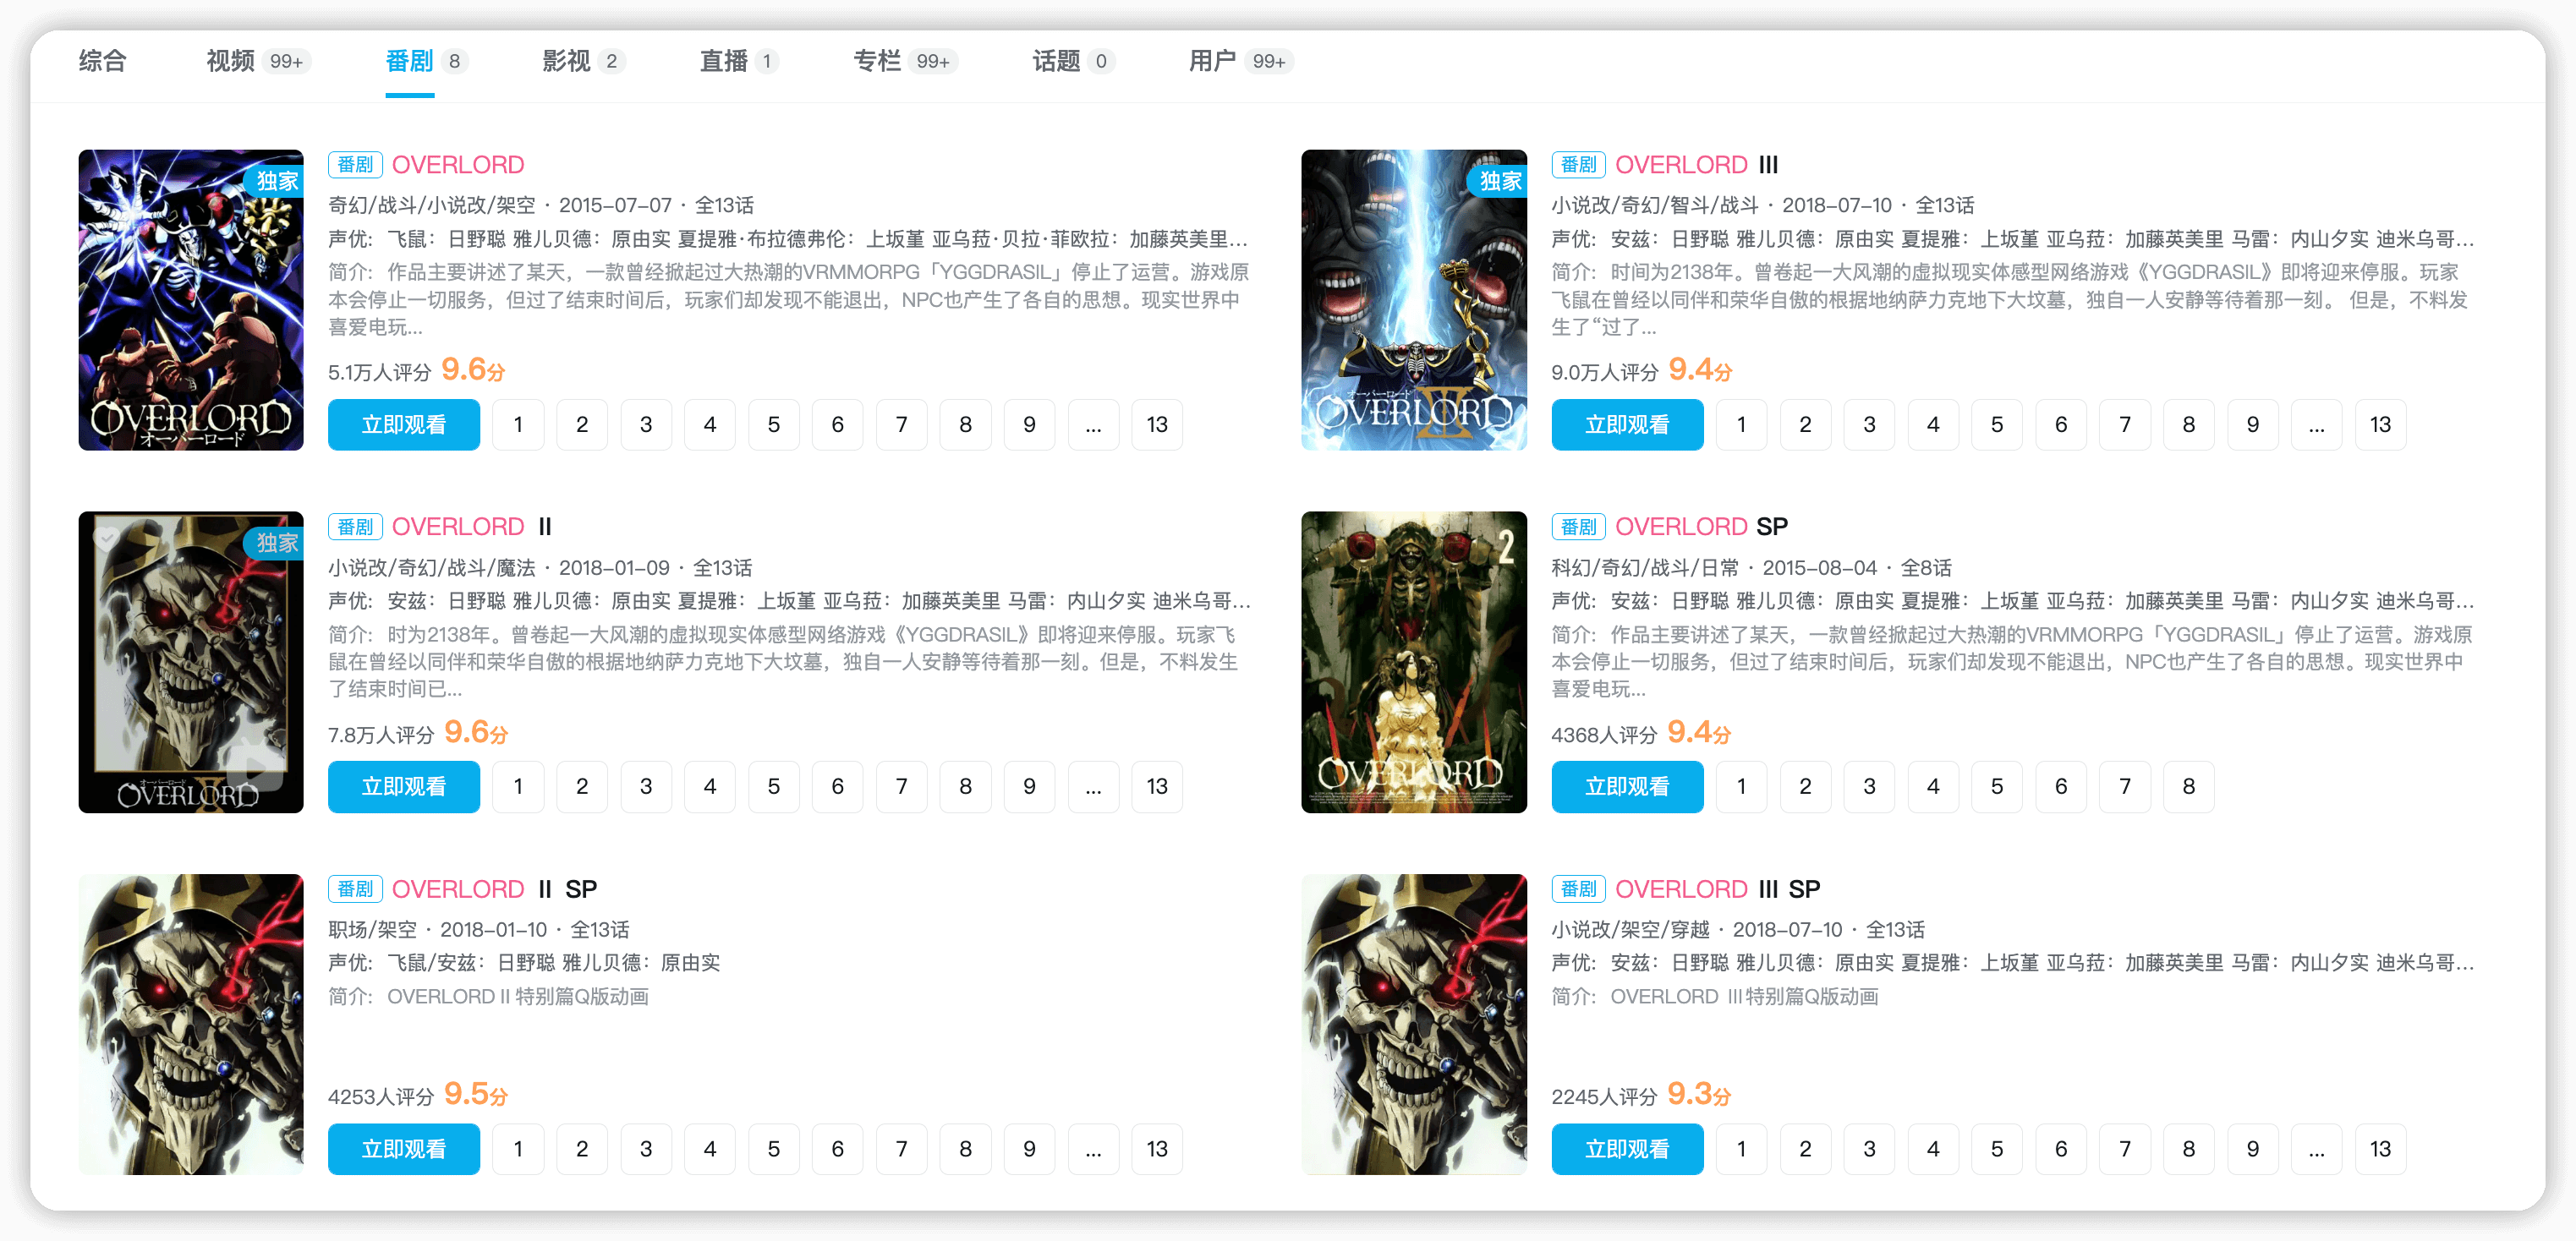 综合 视频 99+ 番剧 8 影视 2 直播 1 专栏 99+ 话题 0 用户 99+
独家
OVERLORD
オーバーロード
番剧 OVERLORD
奇幻/战斗/小说改/架空 · 2015-07-07 · 全13话
声优: 飞鼠：日野聪 雅儿贝德：原由实 夏提雅·布拉德弗伦：上坂堇 亚乌菈·贝拉·菲欧拉：加藤英美里...
简介: 作品主要讲述了某天，一款曾经掀起过大热潮的VRMMORPG「YGGDRASIL」停止了运营。游戏原
本会停止一切服务，但过了结束时间后，玩家们却发现不能退出，NPC也产生了各自的思想。现实世界中
喜爱电玩...
5.1万人评分 9.6分
立即观看 1 2 3 4 5 6 7 8 9 ... 13
独家
オーバーロード
OVERLORD
III
番剧 OVERLORD Ⅲ
小说改/奇幻/智斗/战斗 · 2018-07-10 · 全13话
声优: 安兹：日野聪 雅儿贝德：原由实 夏提雅：上坂堇 亚乌菈：加藤英美里 马雷：内山夕实 迪米乌哥...
简介: 时间为2138年。曾卷起一大风潮的虚拟现实体感型网络游戏《YGGDRASIL》即将迎来停服。玩家
飞鼠在曾经以同伴和荣华自傲的根据地纳萨力克地下大坟墓，独自一人安静等待着那一刻。 但是，不料发
生了“过了...
9.0万人评分 9.4分
立即观看 1 2 3 4 5 6 7 8 9 ... 13
独家
オーバーロード
OVERLORD
II
番剧 OVERLORD Ⅱ
小说改/奇幻/战斗/魔法 · 2018-01-09 · 全13话
声优: 安兹：日野聪 雅儿贝德：原由实 夏提雅：上坂堇 亚乌菈：加藤英美里 马雷：内山夕实 迪米乌哥...
简介: 时为2138年。曾卷起一大风潮的虚拟现实体感型网络游戏《YGGDRASIL》即将迎来停服。玩家飞
鼠在曾经以同伴和荣华自傲的根据地纳萨力克地下大坟墓，独自一人安静等待着那一刻。但是，不料发生
了结束时间已...
7.8万人评分 9.6分
立即观看 1 2 3 4 5 6 7 8 9 ... 13
2
OVERLORD
番剧 OVERLORD SP
科幻/奇幻/战斗/日常 · 2015-08-04 · 全8话
声优: 安兹：日野聪 雅儿贝德：原由实 夏提雅：上坂堇 亚乌菈：加藤英美里 马雷：内山夕实 迪米乌哥...
简介: 作品主要讲述了某天，一款曾经掀起过大热潮的VRMMORPG「YGGDRASIL」停止了运营。游戏原
本会停止一切服务，但过了结束时间后，玩家们却发现不能退出，NPC也产生了各自的思想。现实世界中
喜爱电玩...
4368人评分 9.4分
立即观看 1 2 3 4 5 6 7 8
番剧 OVERLORD Ⅱ SP
职场/架空 · 2018-01-10 · 全13话
声优: 飞鼠/安兹：日野聪 雅儿贝德：原由实
简介: OVERLORD II 特别篇Q版动画
4253人评分 9.5分
立即观看 1 2 3 4 5 6 7 8 9 ... 13
番剧 OVERLORD Ⅲ SP
小说改/架空/穿越 · 2018-07-10 · 全13话
声优: 安兹：日野聪 雅儿贝德：原由实 夏提雅：上坂堇 亚乌菈：加藤英美里 马雷：内山夕实 迪米乌哥...
简介: OVERLORD Ⅲ特别篇Q版动画
2245人评分 9.3分
立即观看 1 2 3 4 5 6 7 8 9 ... 13